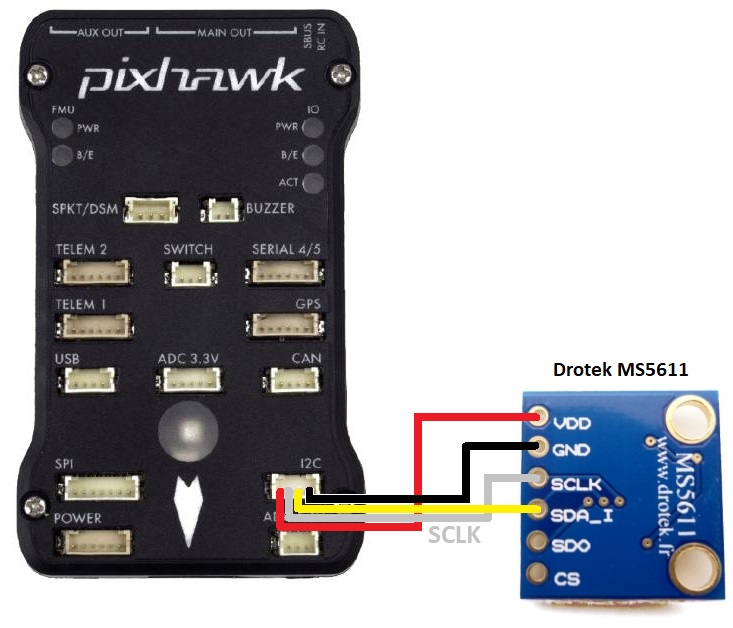 AUX OUT
MAIN OUT
SBUS
RC IN
pixhawk
FMU
IO
PWR
PWR
B/E
B/E
ACT
SPKT/DSM
BUZZER
TELEM 2
SWITCH
SERIAL 4/5
TELEM 1
GPS
USB
ADC 3.3V
CAN
Drotek MS5611
VDD
GND
SPI
I2C
SCLK
POWER
AD
SDA_I
SCLK
SDO
CS
MS5611
www.drotek.fr